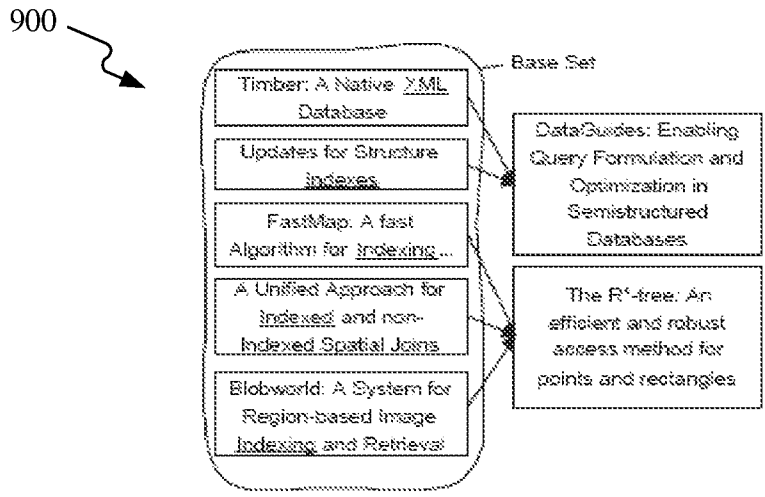 900
Base Set
Timber: A Native XML
Database
Updates for Structure
Indexes
FastMap: A fast
Algorithm for Indexing...
A Unified Approach for
Indexed and non-
Indexed Spatial Joins
Blobworld: A System for
Region-based Image
Indexing and Retrieval
DataGuides: Enabling
Query Formulation and
Optimization in
Semistructured
Databases
The R*-tree: An
efficient and robust
access method for
points and rectangles